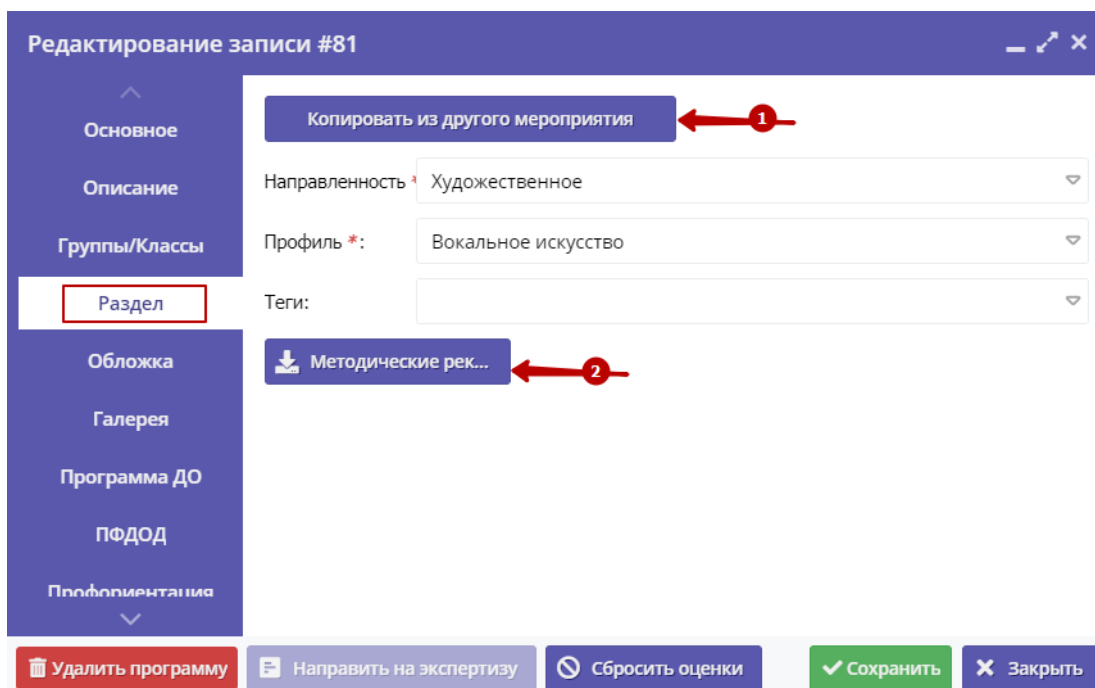 Редактирование записи #81
Основное
Описание
Группы/Классы
Раздел
Обложка
Галерея
Программа ДО
ПФДОД
Профориентация
Копировать из другого мероприятия
1
Направленность * Художественное
Профиль *: Вокальное искусство
Теги:
Методические рек...
2
Удалить программу Направить на экспертизу Сбросить оценки Сохранить Закрыть